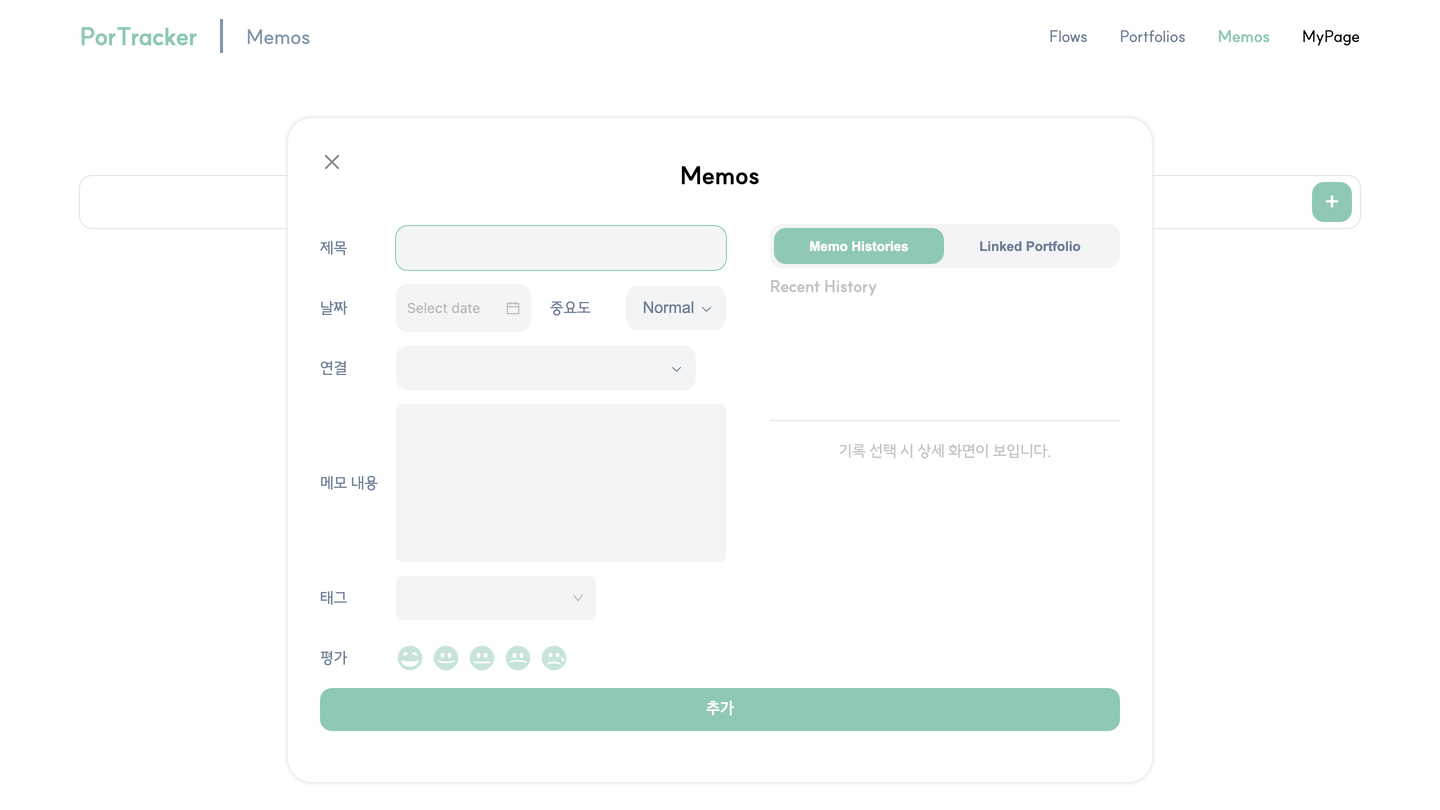 PorTracker
Memos
Flows
Portfolios
Memos
MyPage
Memos
제목
날짜
Select date
중요도
Normal
연결
메모 내용
태그
평가
Memo Histories
Linked Portfolio
Recent History
기록 선택 시 상세 화면이 보입니다.
+
추가